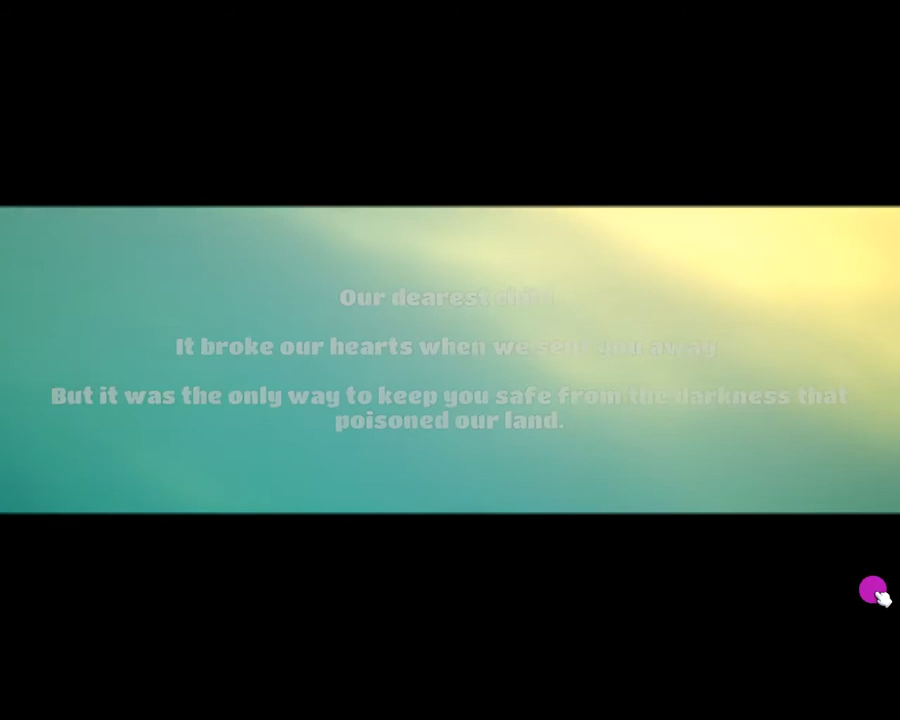 Our dearest child
It broke our hearts when we sent you away
But it was the only way to keep you safe from the darkness that
poisoned our land.